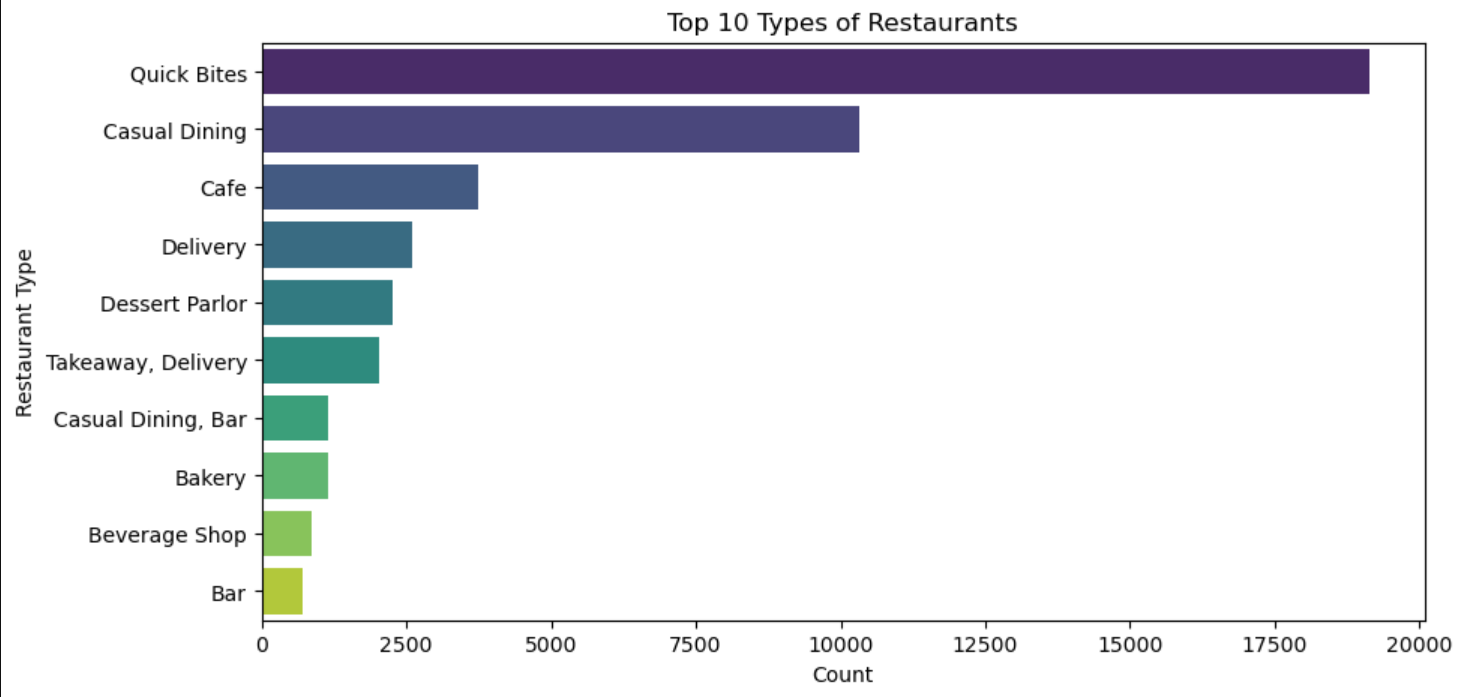 Top 10 Types of Restaurants
Restaurant Type
Quick Bites
Casual Dining
Cafe
Delivery
Dessert Parlor
Takeaway, Delivery
Casual Dining, Bar
Bakery
Beverage Shop
Bar
0 2500 5000 7500 10000 12500 15000 17500 20000
Count